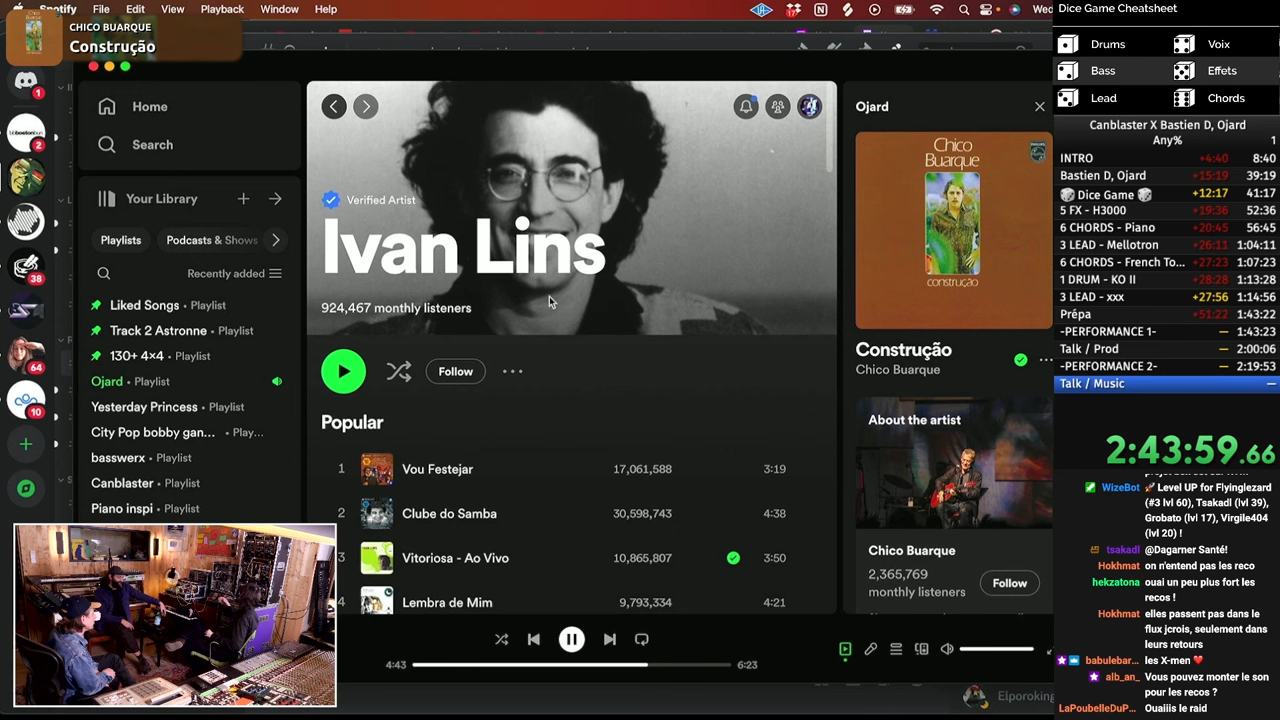 Spotify File Edit View Playback Window Help
CHICO BUARQUE
Construção
Home
Search
Your Library
Playlists
Podcasts & Shows
Recently added
Liked Songs • Playlist
Track 2 Astronne • Playlist
130+ 4×4 • Playlist
Ojard • Playlist
Yesterday Princess • Playlist
City Pop bobby gan... • Play...
basswerx • Playlist
Canblaster • Playlist
Piano inspi • Playlist
1
2
38
64
10
Verified Artist
Ivan Lins
924,467 monthly listeners
Follow
Popular
1 Vou Festejar 17,061,588 3:19
2 Clube do Samba 30,598,743 4:38
3 Vitoriosa - Ao Vivo 10,865,807 3:50
4 Lembra de Mim 9,793,334 4:21
4:43
6:23
Ojard
Chico
Buarque
construção
Construção
Chico Buarque
About the artist
Chico Buarque
2,365,769
monthly listeners
Follow
Elporoking
Wed
Dice Game Cheatsheet
Drums Voix
Bass Effets
Lead Chords
Canblaster X Bastien D, Ojard
Any% 1
INTRO +4:40 8:40
Bastien D, Ojard +15:19 39:19
Dice Game +12:17 41:17
5 FX - H3000 +19:36 52:36
6 CHORDS - Piano +20:45 56:45
3 LEAD - Mellotron +26:11 1:04:11
6 CHORDS - French To... +27:23 1:07:23
1 DRUM - KO II +28:28 1:13:28
3 LEAD - xxx +27:56 1:14:56
Prépa +51:22 1:43:22
-PERFORMANCE 1- — 1:43:23
Talk / Prod — 2:00:06
-PERFORMANCE 2- — 2:19:53
Talk / Music —
2:43:59.66
WizeBot 🚀 Level UP for Flyinglezard
(#3 lvl 60), Tsakadl (lvl 39),
Grobato (lvl 17), Virgile404
(lvl 20) !
tsakadl @Dagarner Santé!
Hokhmat on n'entend pas les reco
hekzatona ouai un peu plus fort les
recos !
Hokhmat elles passent pas dans le
flux jcrois, seulement dans
leurs retours
babulebar... les X-men ❤️
alb_an_ Vous pouvez monter le son
pour les recos ?
LaPoubelleDuP... Ouaiiis le raid